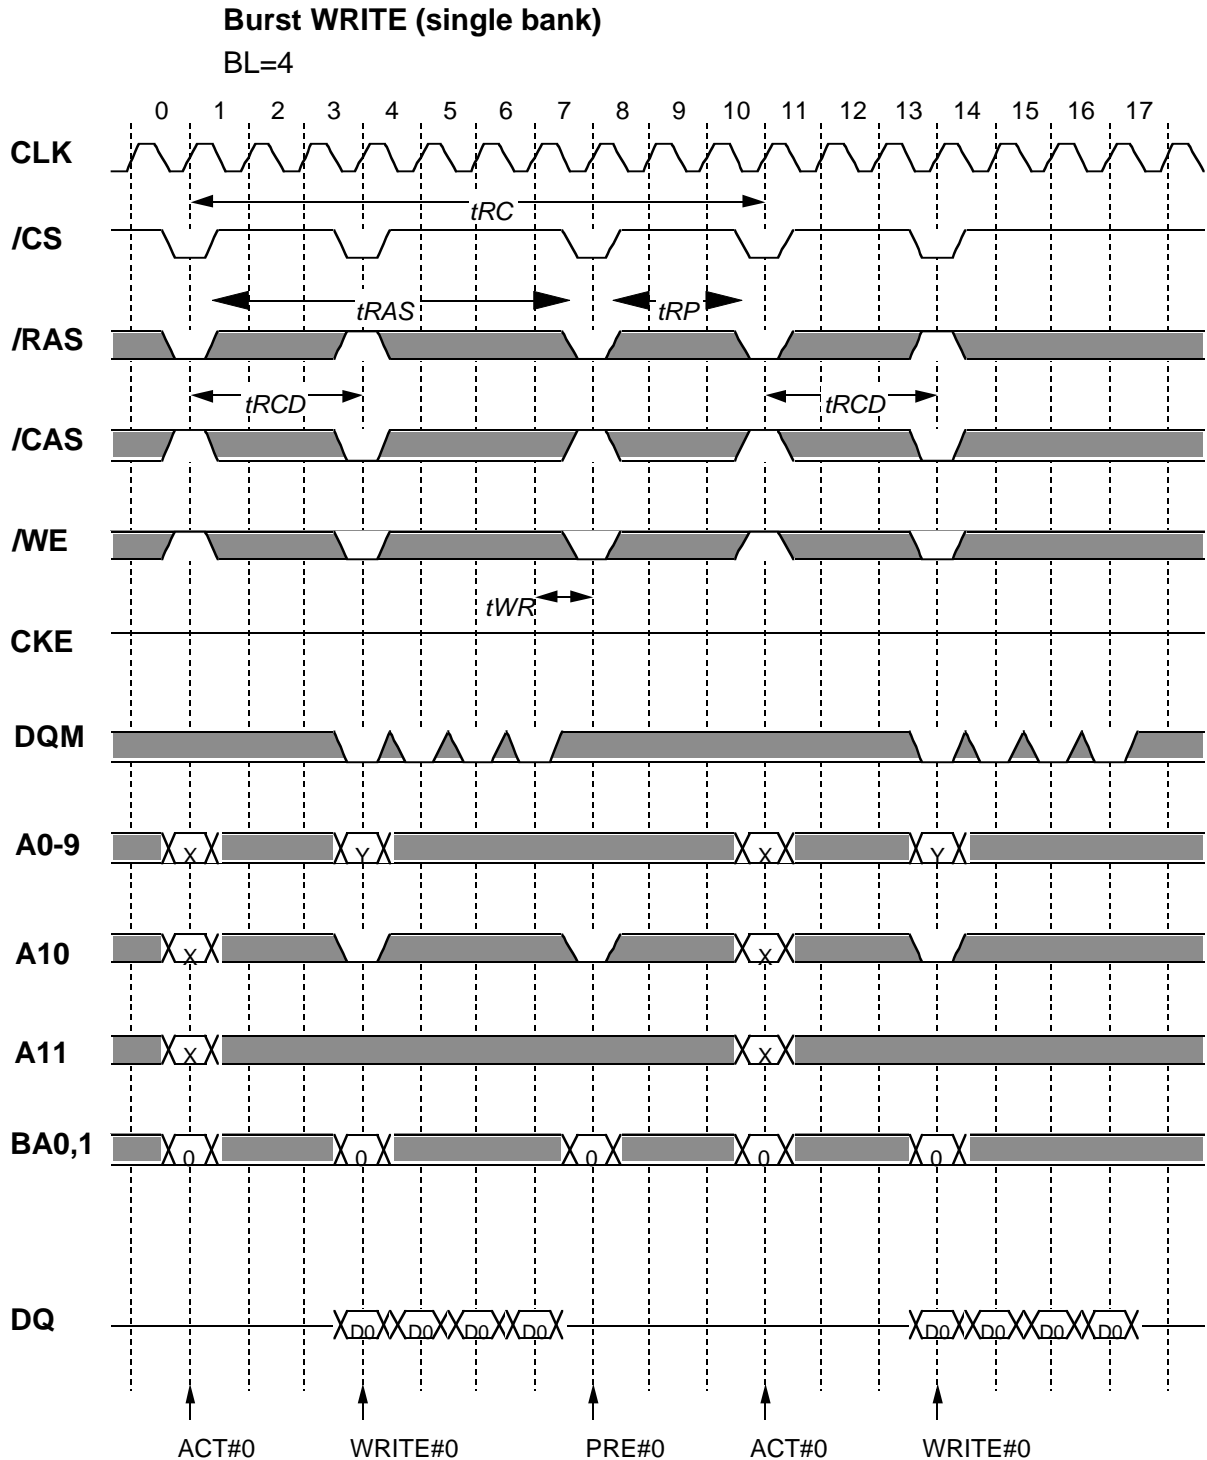 Burst WRITE (single bank)
BL=4
0 1 2 3 4 5 6 7 8 9 10 11 12 13 14 15 16 17
CLK
tRC
/CS
tRAS tRP
/RAS
tRCD tRCD
/CAS
/WE
tWR
CKE
DQM
A0-9 X Y X Y
A10 X X
A11 X X
BA0,1 0 0 0 0 0
DQ D0 D0 D0 D0 D0 D0 D0 D0
ACT#0 WRITE#0 PRE#0 ACT#0 WRITE#0